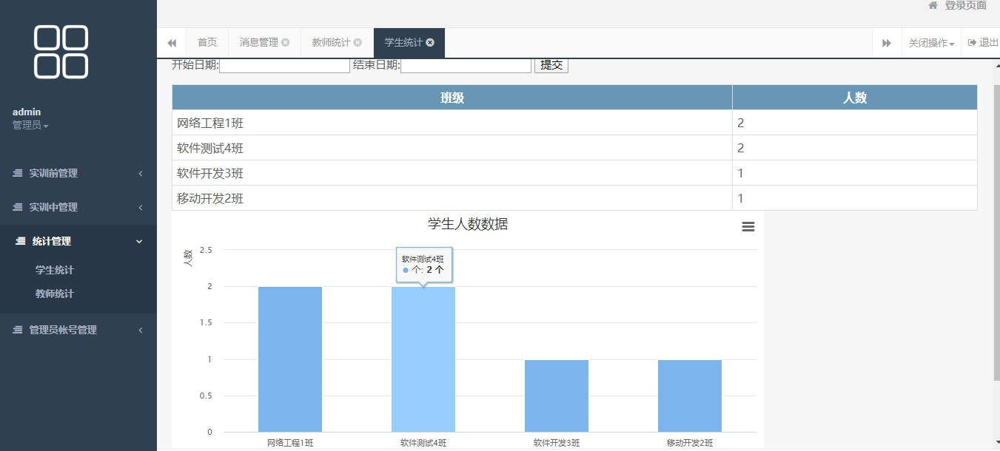 登录页面
首页 消息管理 教师统计 学生统计 关闭操作 退出
admin
管理员
实训前管理
实训中管理
统计管理
学生统计
教师统计
管理员帐号管理
开始日期: 结束日期: 提交
班级 人数
网络工程1班 2
软件测试4班 2
软件开发3班 1
移动开发2班 1
学生人数数据
人数
2.5
2
1.5
1
0.5
0
软件测试4班
个: 2 个
网络工程1班 软件测试4班 软件开发3班 移动开发2班